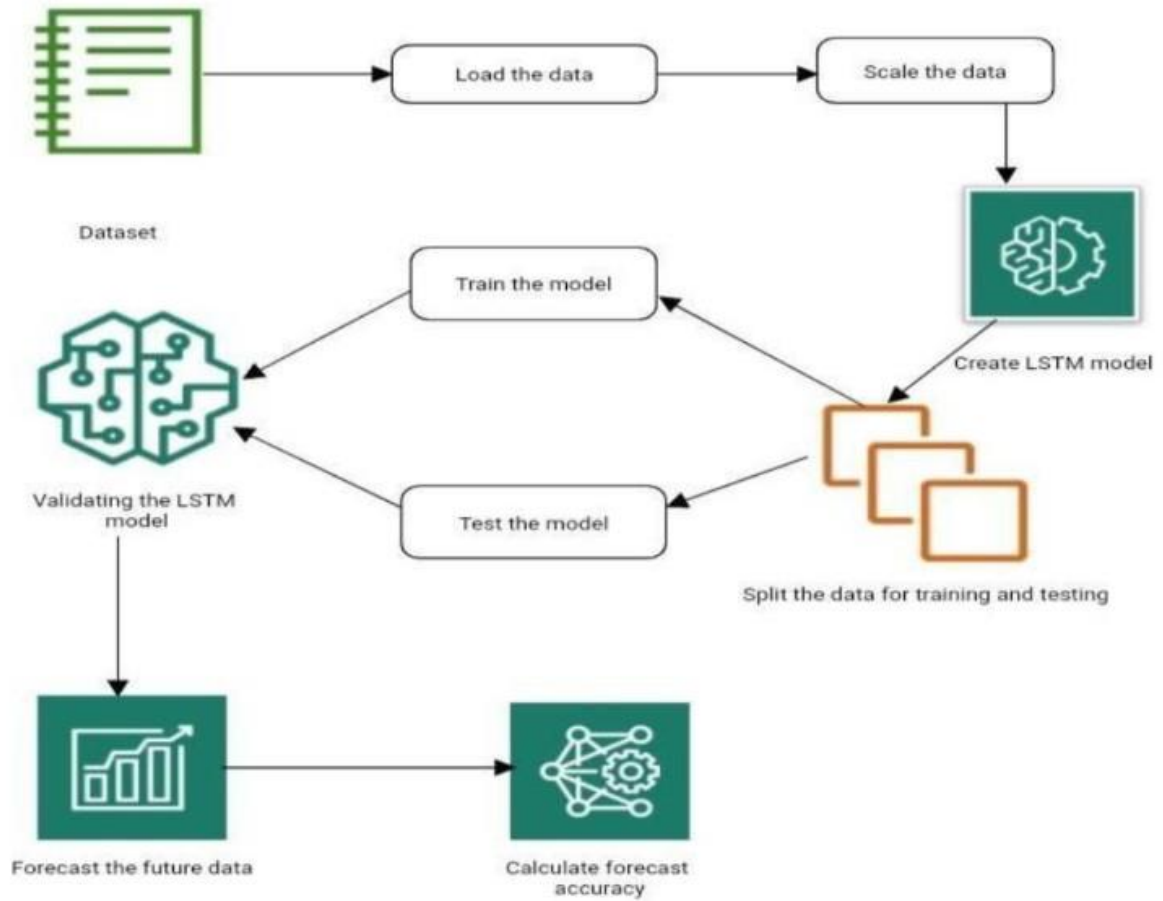 Load the data
Scale the data
Dataset
Train the model
Create LSTM model
Validating the LSTM
model
Test the model
Split the data for training and testing
Forecast the future data
Calculate forecast
accuracy